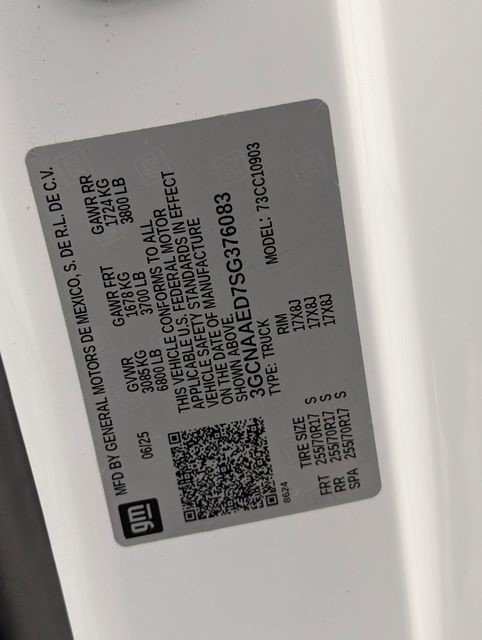 gm
MFD BY GENERAL MOTORS DE MEXICO, S. DE R.L. DE C.V.
06/25
GVWR GAWR FRT GAWR RR
3085 KG 1678 KG 1724 KG
6800 LB 3700 LB 3800 LB
THIS VEHICLE CONFORMS TO ALL
APPLICABLE U.S. FEDERAL MOTOR
VEHICLE SAFETY STANDARDS IN EFFECT
ON THE DATE OF MANUFACTURE
SHOWN ABOVE.
3GCNAAED7SG376083
TYPE: TRUCK MODEL: 73CC10903
8624
TIRE SIZE RIM
FRT 255/70R17 S 17X8J
RR 255/70R17 S 17X8J
SPA 255/70R17 S 17X8J